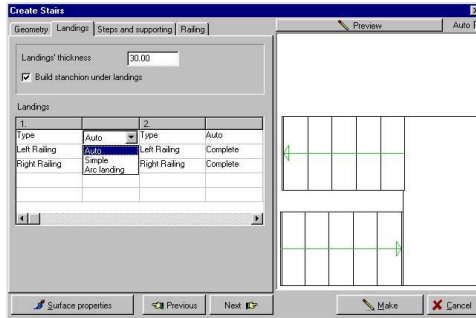 Create Stairs
Geometry Landings Steps and supporting Railing
Preview Auto
Landings' thickness 30.00
Build stanchion under landings
Landings
1. 2.
Type Auto Type Auto
Left Railing Auto Left Railing Complete
Simple
Right Railing Arc landing Right Railing Complete
Surface properties Previous Next Make Cancel